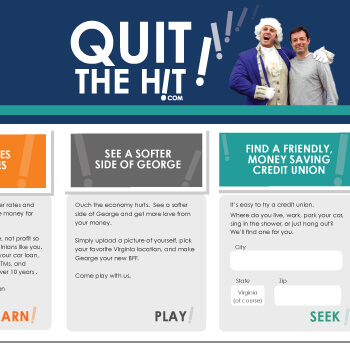 QUIT
THE H!T!
.COM
ES
ES
er rates and
e money for
e, not profit so
inians like you.
your car loan,
TMs, and
ver 10 years .
en
ARN!
SEE A SOFTER
SIDE OF GEORGE
Ouch the economy hurts. See a softer
side of George and get more love from
your money.
Simply upload a picture of yourself, pick
your favorite Virginia location, and make
George your new BFF.
Come play with us.
PLAY!
FIND A FRIENDLY,
MONEY SAVING
CREDIT UNION
It's easy to try a credit union.
Where do you live, work, park your car,
sing in the shower, or just hang out?
We'll find one for you.
City
State
Zip
Virginia
(of course)
SEEK!